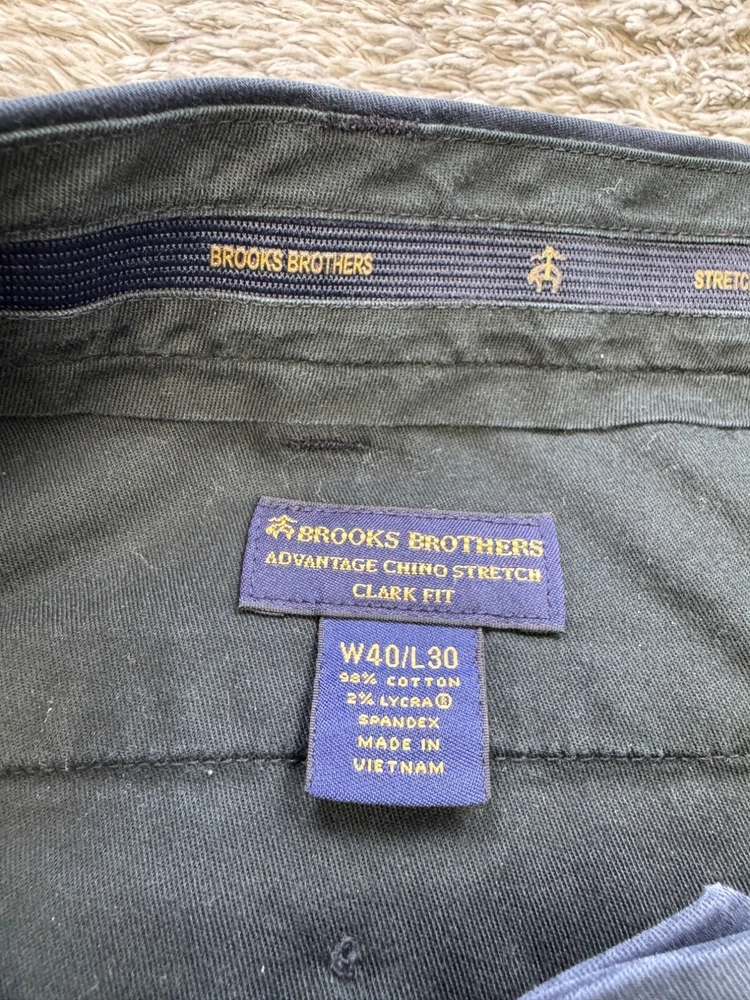 BROOKS BROTHERS
STRETC
BROOKS BROTHERS
ADVANTAGE CHINO STRETCH
CLARK FIT
W40/L30
98% COTTON
2% LYCRA®
SPANDEX
MADE IN
VIETNAM